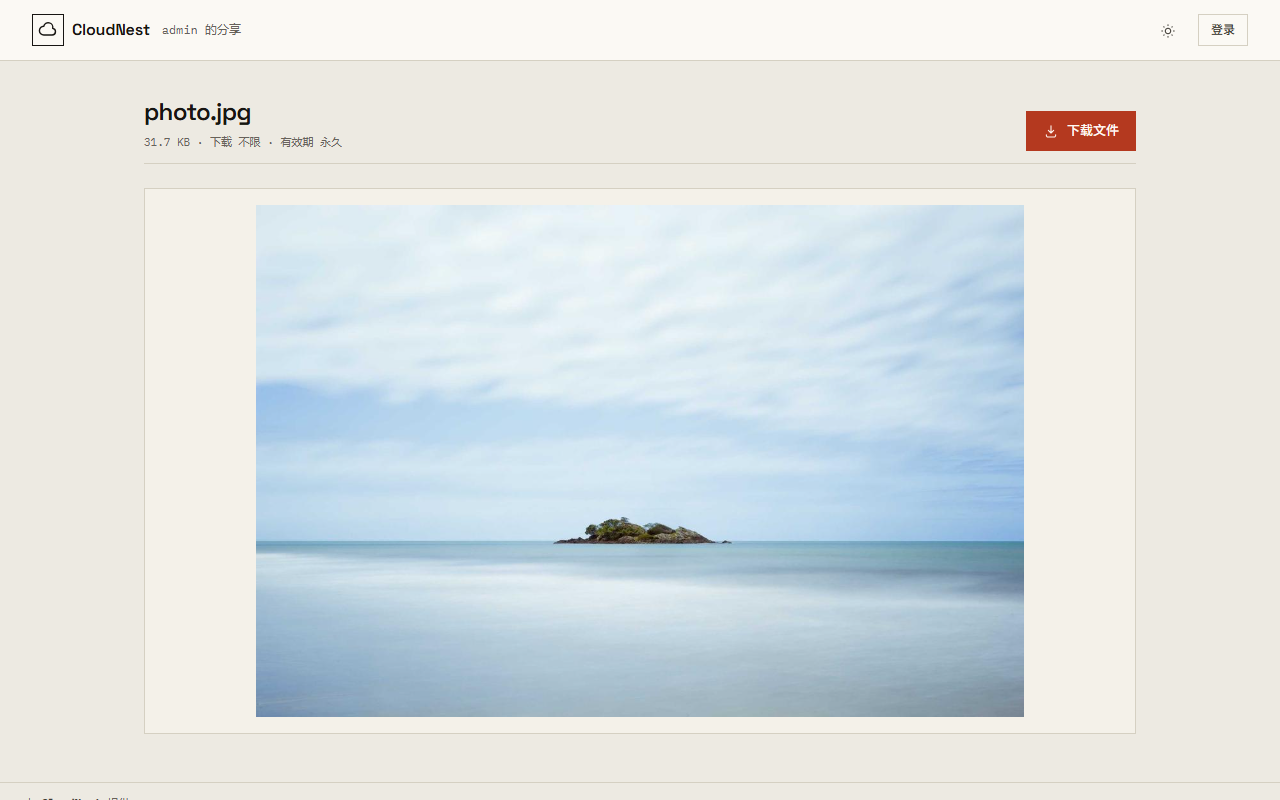 CloudNest admin 的分享
登录
photo.jpg
31.7 KB · 下载 不限 · 有效期 永久
下载文件